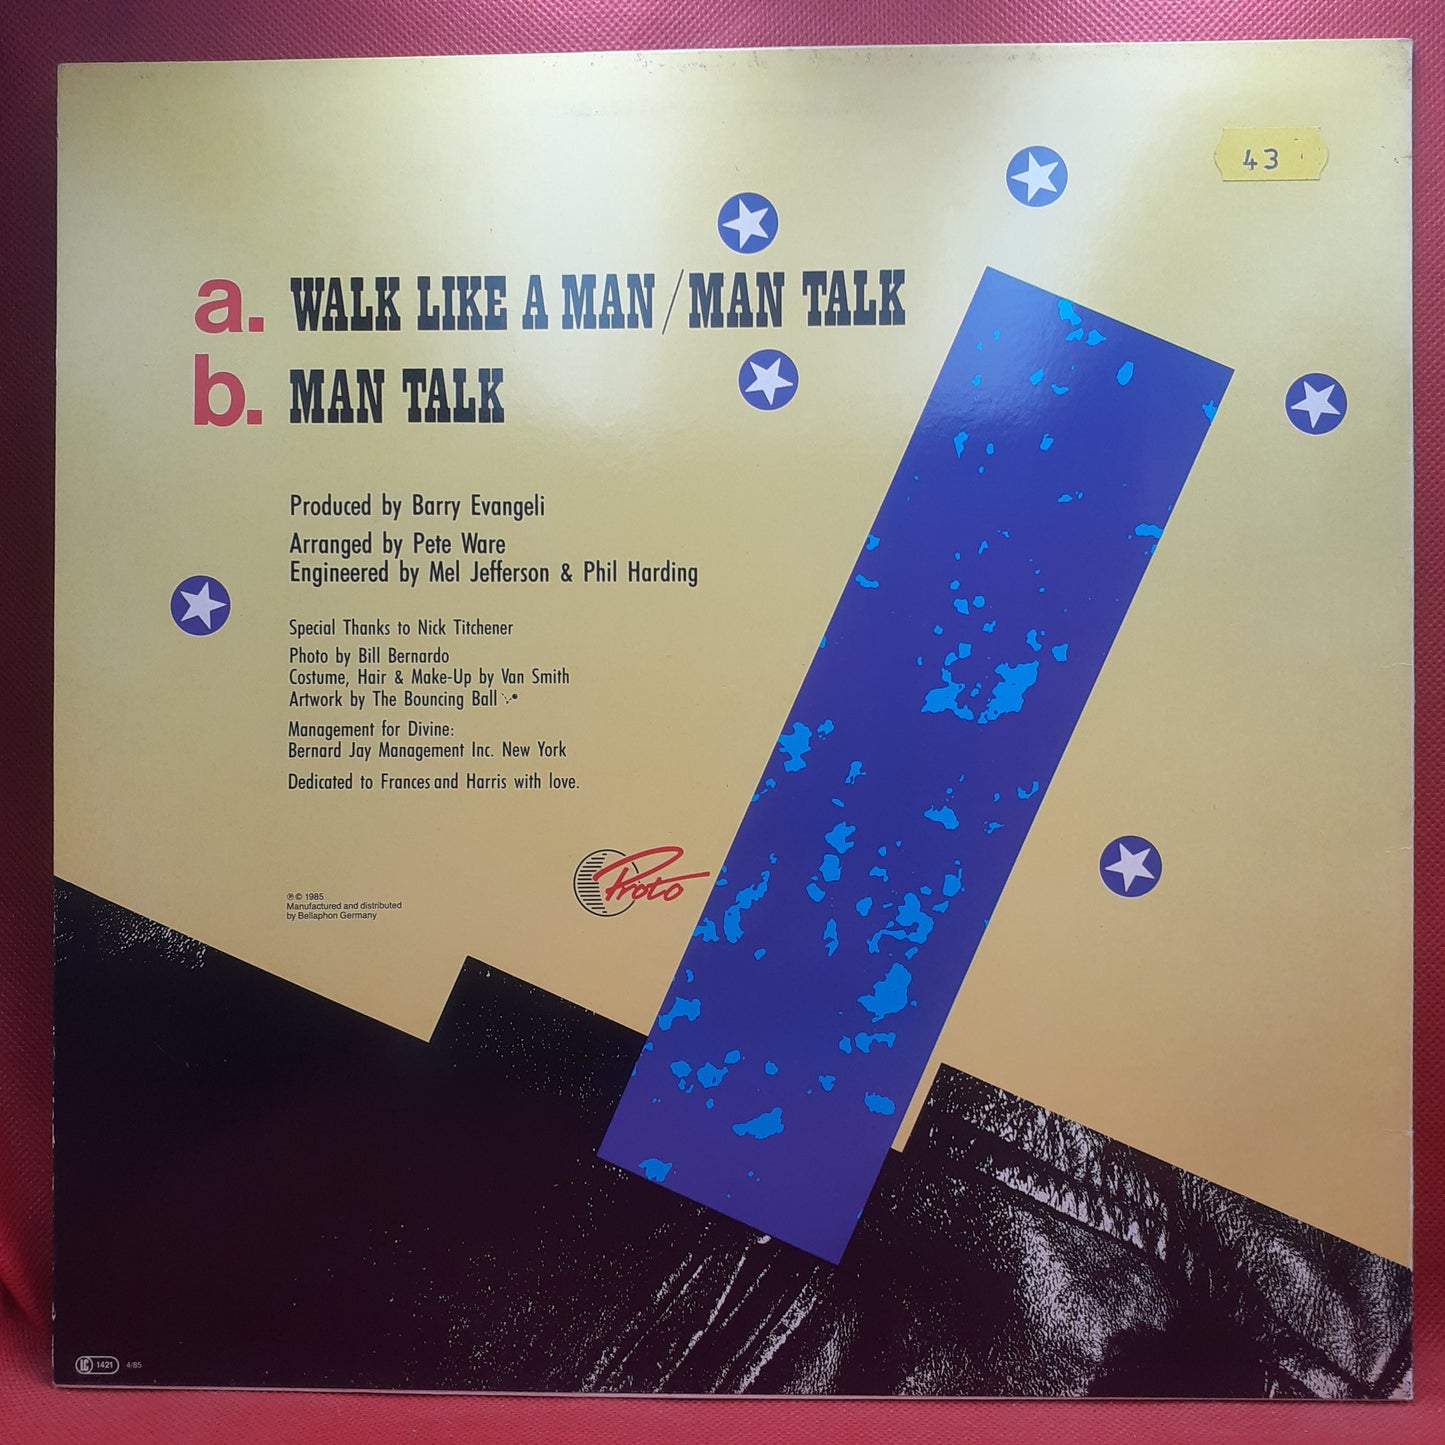 43
a. WALK LIKE A MAN / MAN TALK
b. MAN TALK
Produced by Barry Evangeli
Arranged by Pete Ware
Engineered by Mel Jefferson & Phil Harding
Special Thanks to Nick Titchener
Photo by Bill Bernardo
Costume, Hair & Make-Up by Van Smith
Artwork by The Bouncing Ball
Management for Divine:
Bernard Jay Management Inc. New York
Dedicated to Frances and Harris with love.
Proto
℗ © 1985
Manufactured and distributed
by Bellaphon Germany
LC 1421 4/85